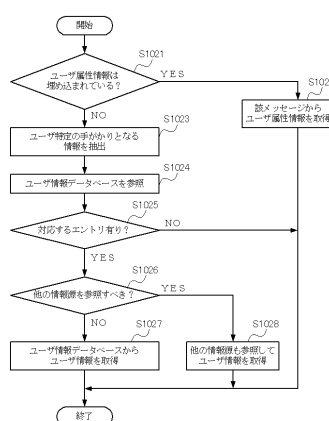 開始
S1021
ユーザ属性情報は
埋め込まれている？
YES
NO
S102
該メッセージから
ユーザ属性情報を取得
S1023
ユーザ特定の手がかりとなる
情報を抽出
S1024
ユーザ情報データベースを参照
S1025
対応するエントリ有り？
NO
YES
S1026
他の情報源を参照すべき？
YES
NO
S1027
ユーザ情報データベースから
ユーザ情報を取得
S1028
他の情報源も参照して
ユーザ情報を取得
終了